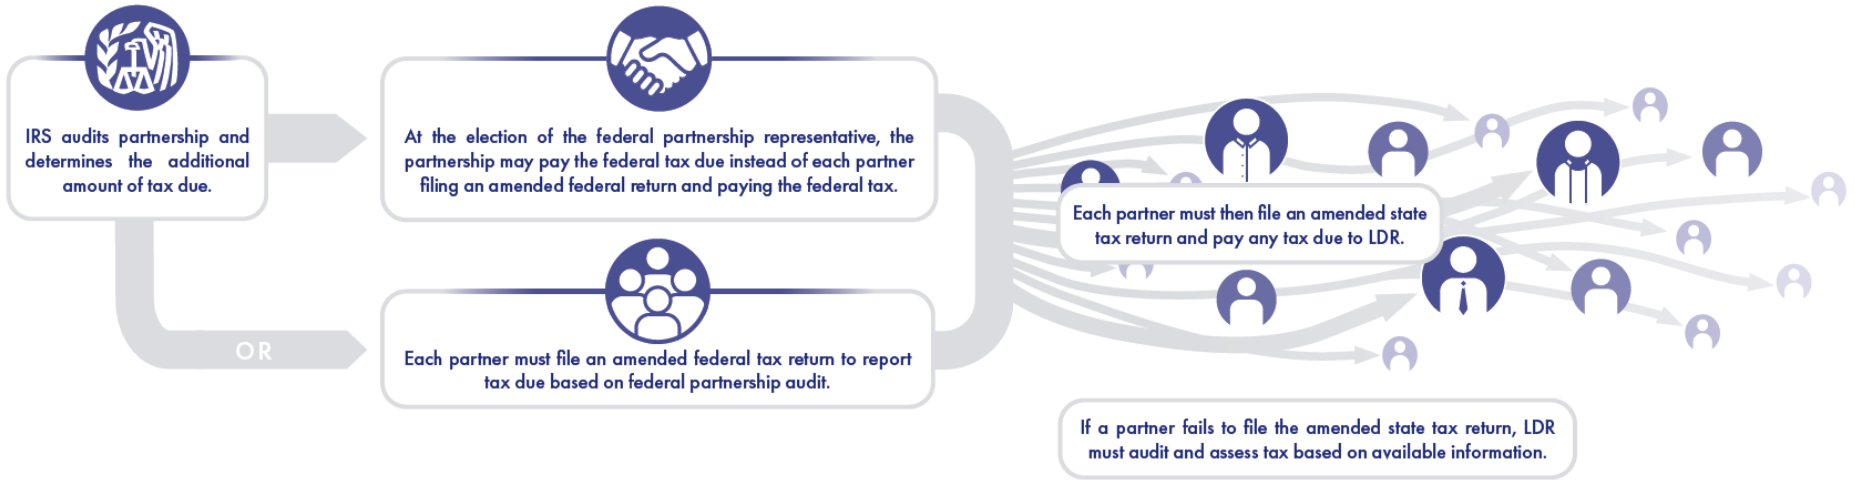 IRS audits partnership and
determines the additional
amount of tax due.
At the election of the federal partnership representative, the
partnership may pay the federal tax due instead of each partner
filing an amended federal return and paying the federal tax.
OR
Each partner must file an amended federal tax return to report
tax due based on federal partnership audit.
Each partner must then file an amended state
tax return and pay any tax due to LDR.
If a partner fails to file the amended state tax return, LDR
must audit and assess tax based on available information.